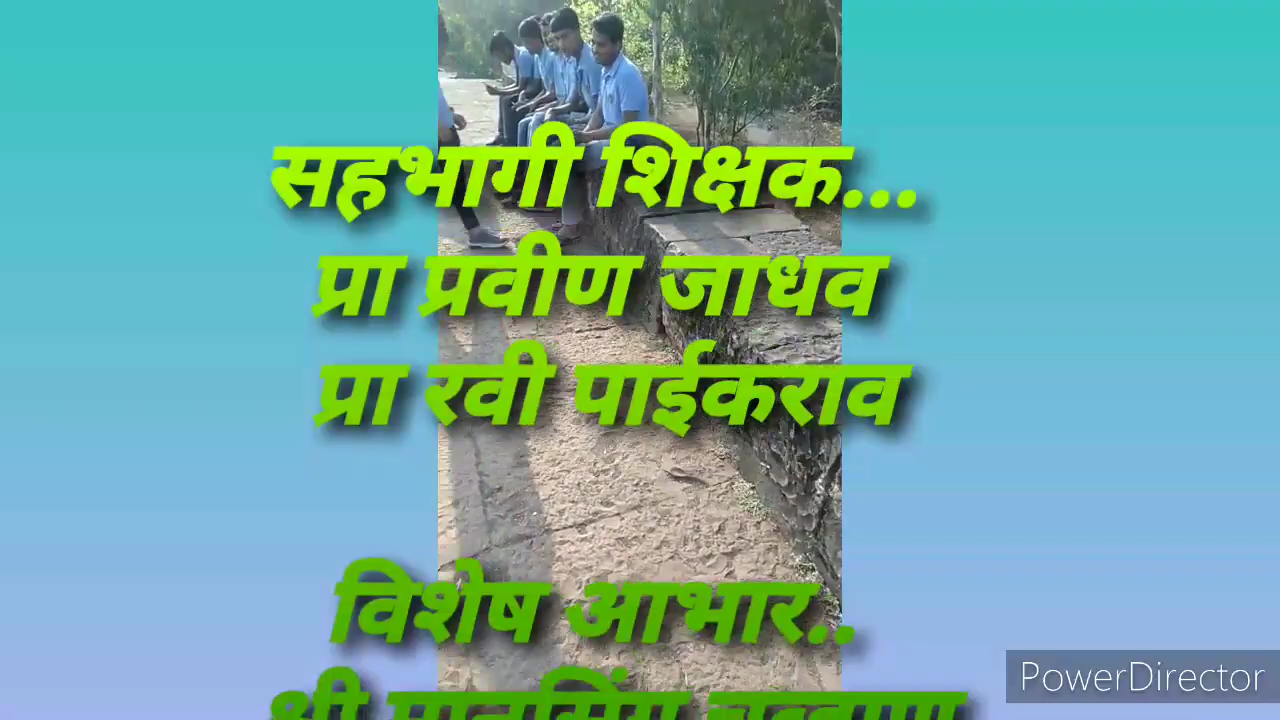 सहभागी शिक्षक...
प्रा प्रवीण जाधव
प्रा रवी पाईकराव
विशेष आभार..
श्री
PowerDirector